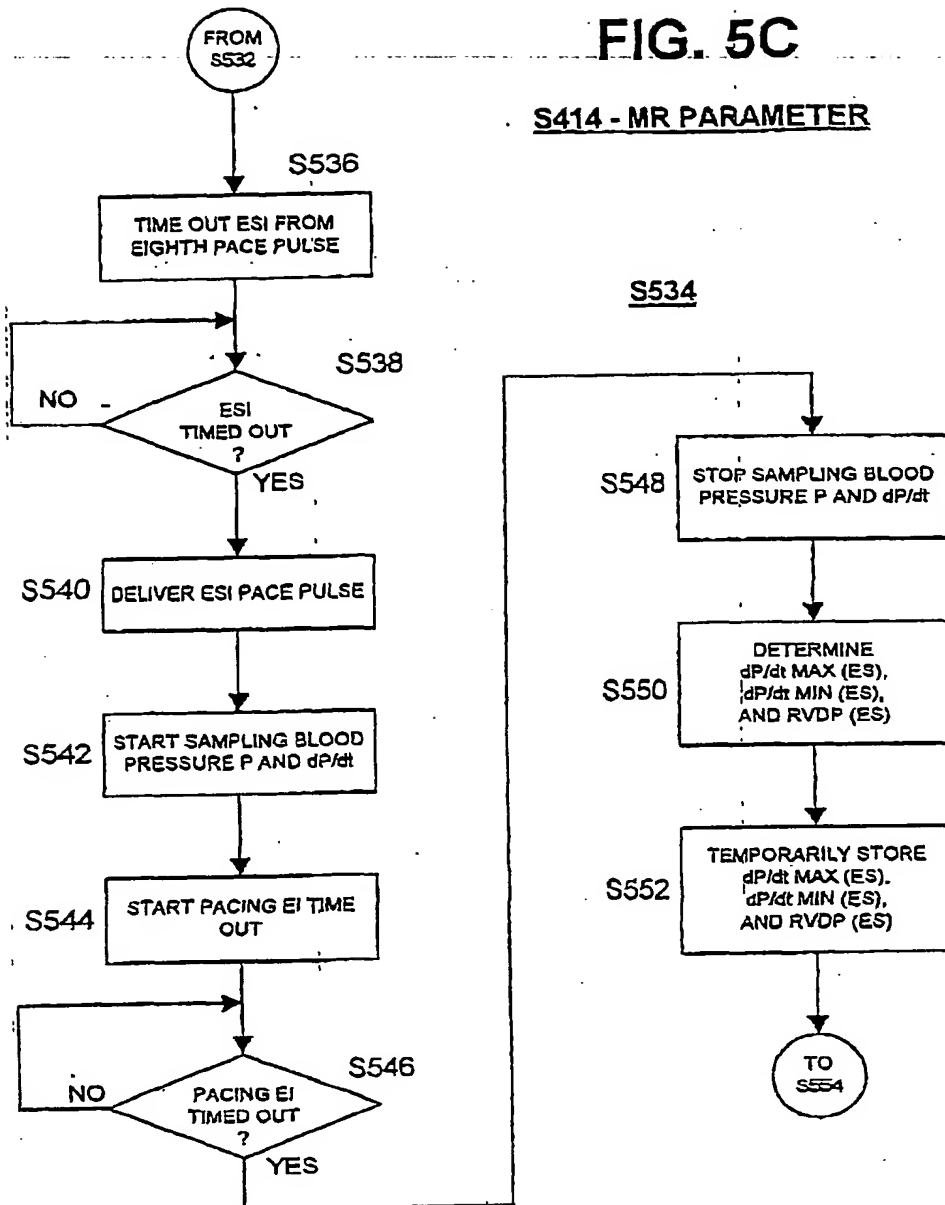 FIG. 5C
S414 - MR PARAMETER
FROM
S532
S536
TIME OUT ESI FROM
EIGHTH PACE PULSE
S538
NO
ESI
TIMED OUT
?
YES
S540
DELIVER ESI PACE PULSE
S542
START SAMPLING BLOOD
PRESSURE P AND dP/dt
S544
START PACING EI TIME
OUT
S546
NO
PACING EI
TIMED OUT
?
YES
S534
S548
STOP SAMPLING BLOOD
PRESSURE P AND dP/dt
S550
DETERMINE
dP/dt MAX (ES),
dP/dt MIN (ES),
AND RVDP (ES)
S552
TEMPORARILY STORE
dP/dt MAX (ES),
dP/dt MIN (ES),
AND RVDP (ES)
TO
S554